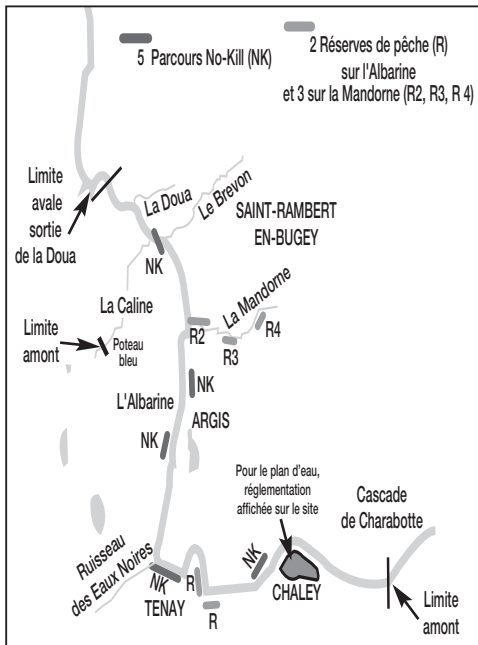 5 Parcours No-Kill (NK)
2 Réserves de pêche (R)
sur l'Albarine
et 3 sur la Mandorne (R2, R3, R 4)
Limite
avale
sortie
de la Doua
La Doua
Le Brevon
SAINT-RAMBERT
EN-BUGEY
NK
La Caline
La Mandorne
R2
R3
R4
Limite
amont
Poteau
bleu
L'Albarine
NK
ARGIS
NK
Pour le plan d'eau,
réglementation
affichée sur le site
Cascade
de Charabotte
Ruisseau
des Eaux Noires
NK
TENAY
R
R
NK
CHALEY
Limite
amont